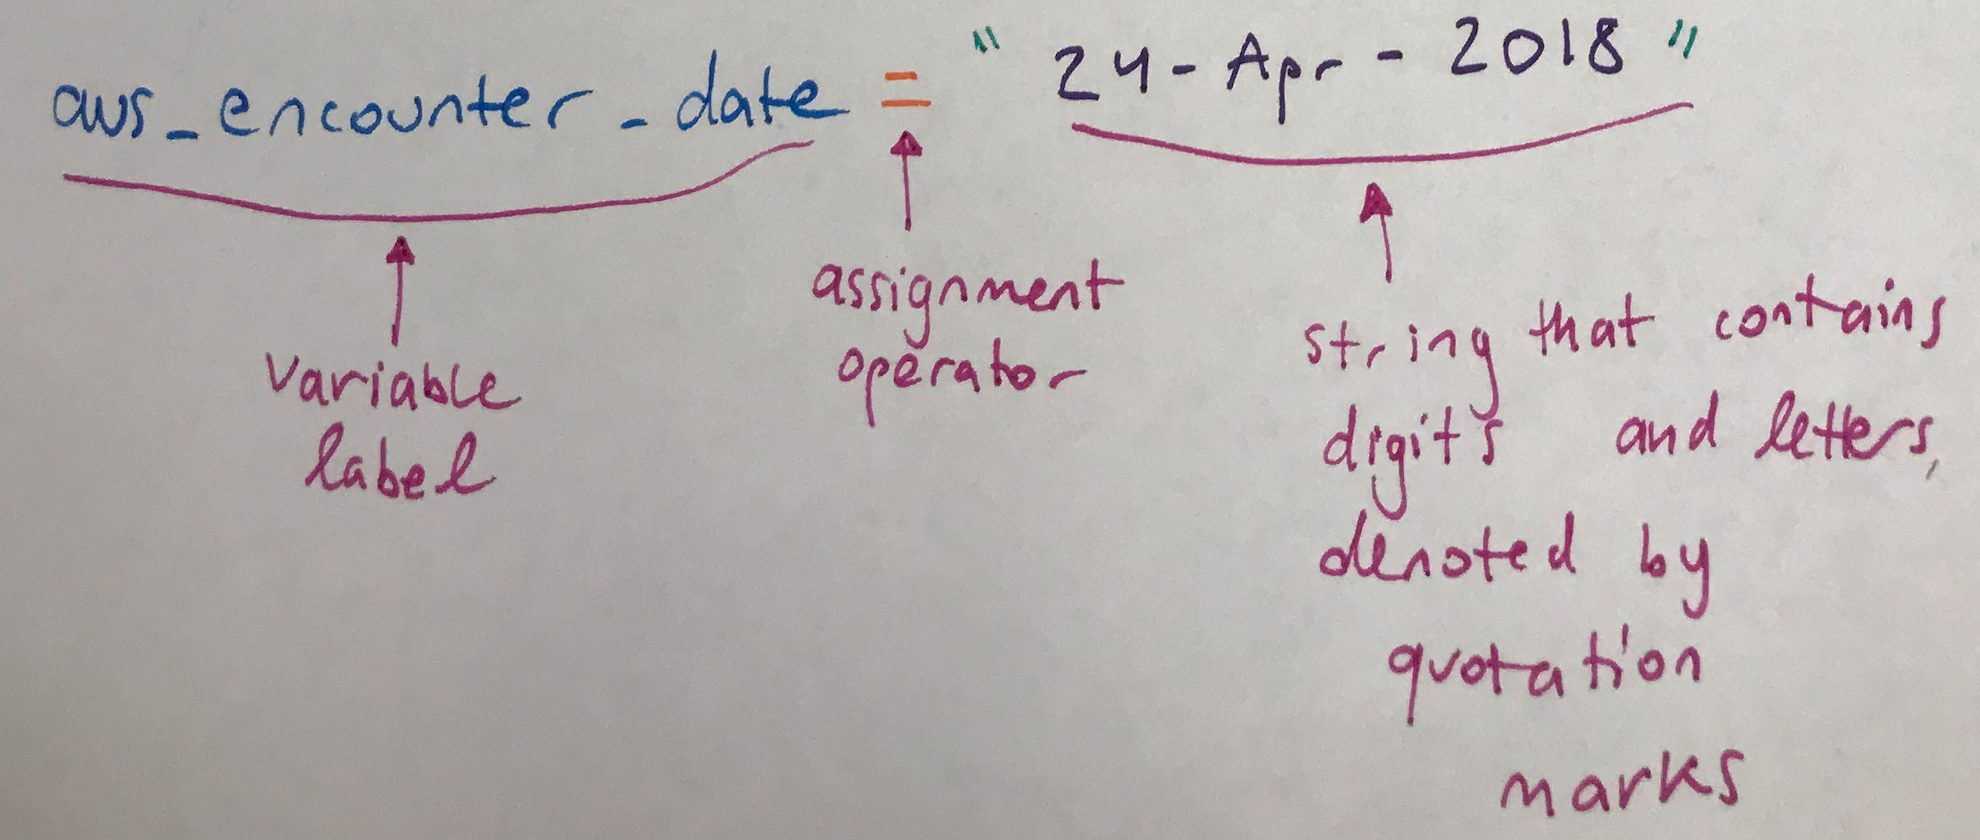 aws_encounter_date = "24-Apr-2018"
variable
label
assignment
operator
string that contains
digits and letters,
denoted by
quotation
marks